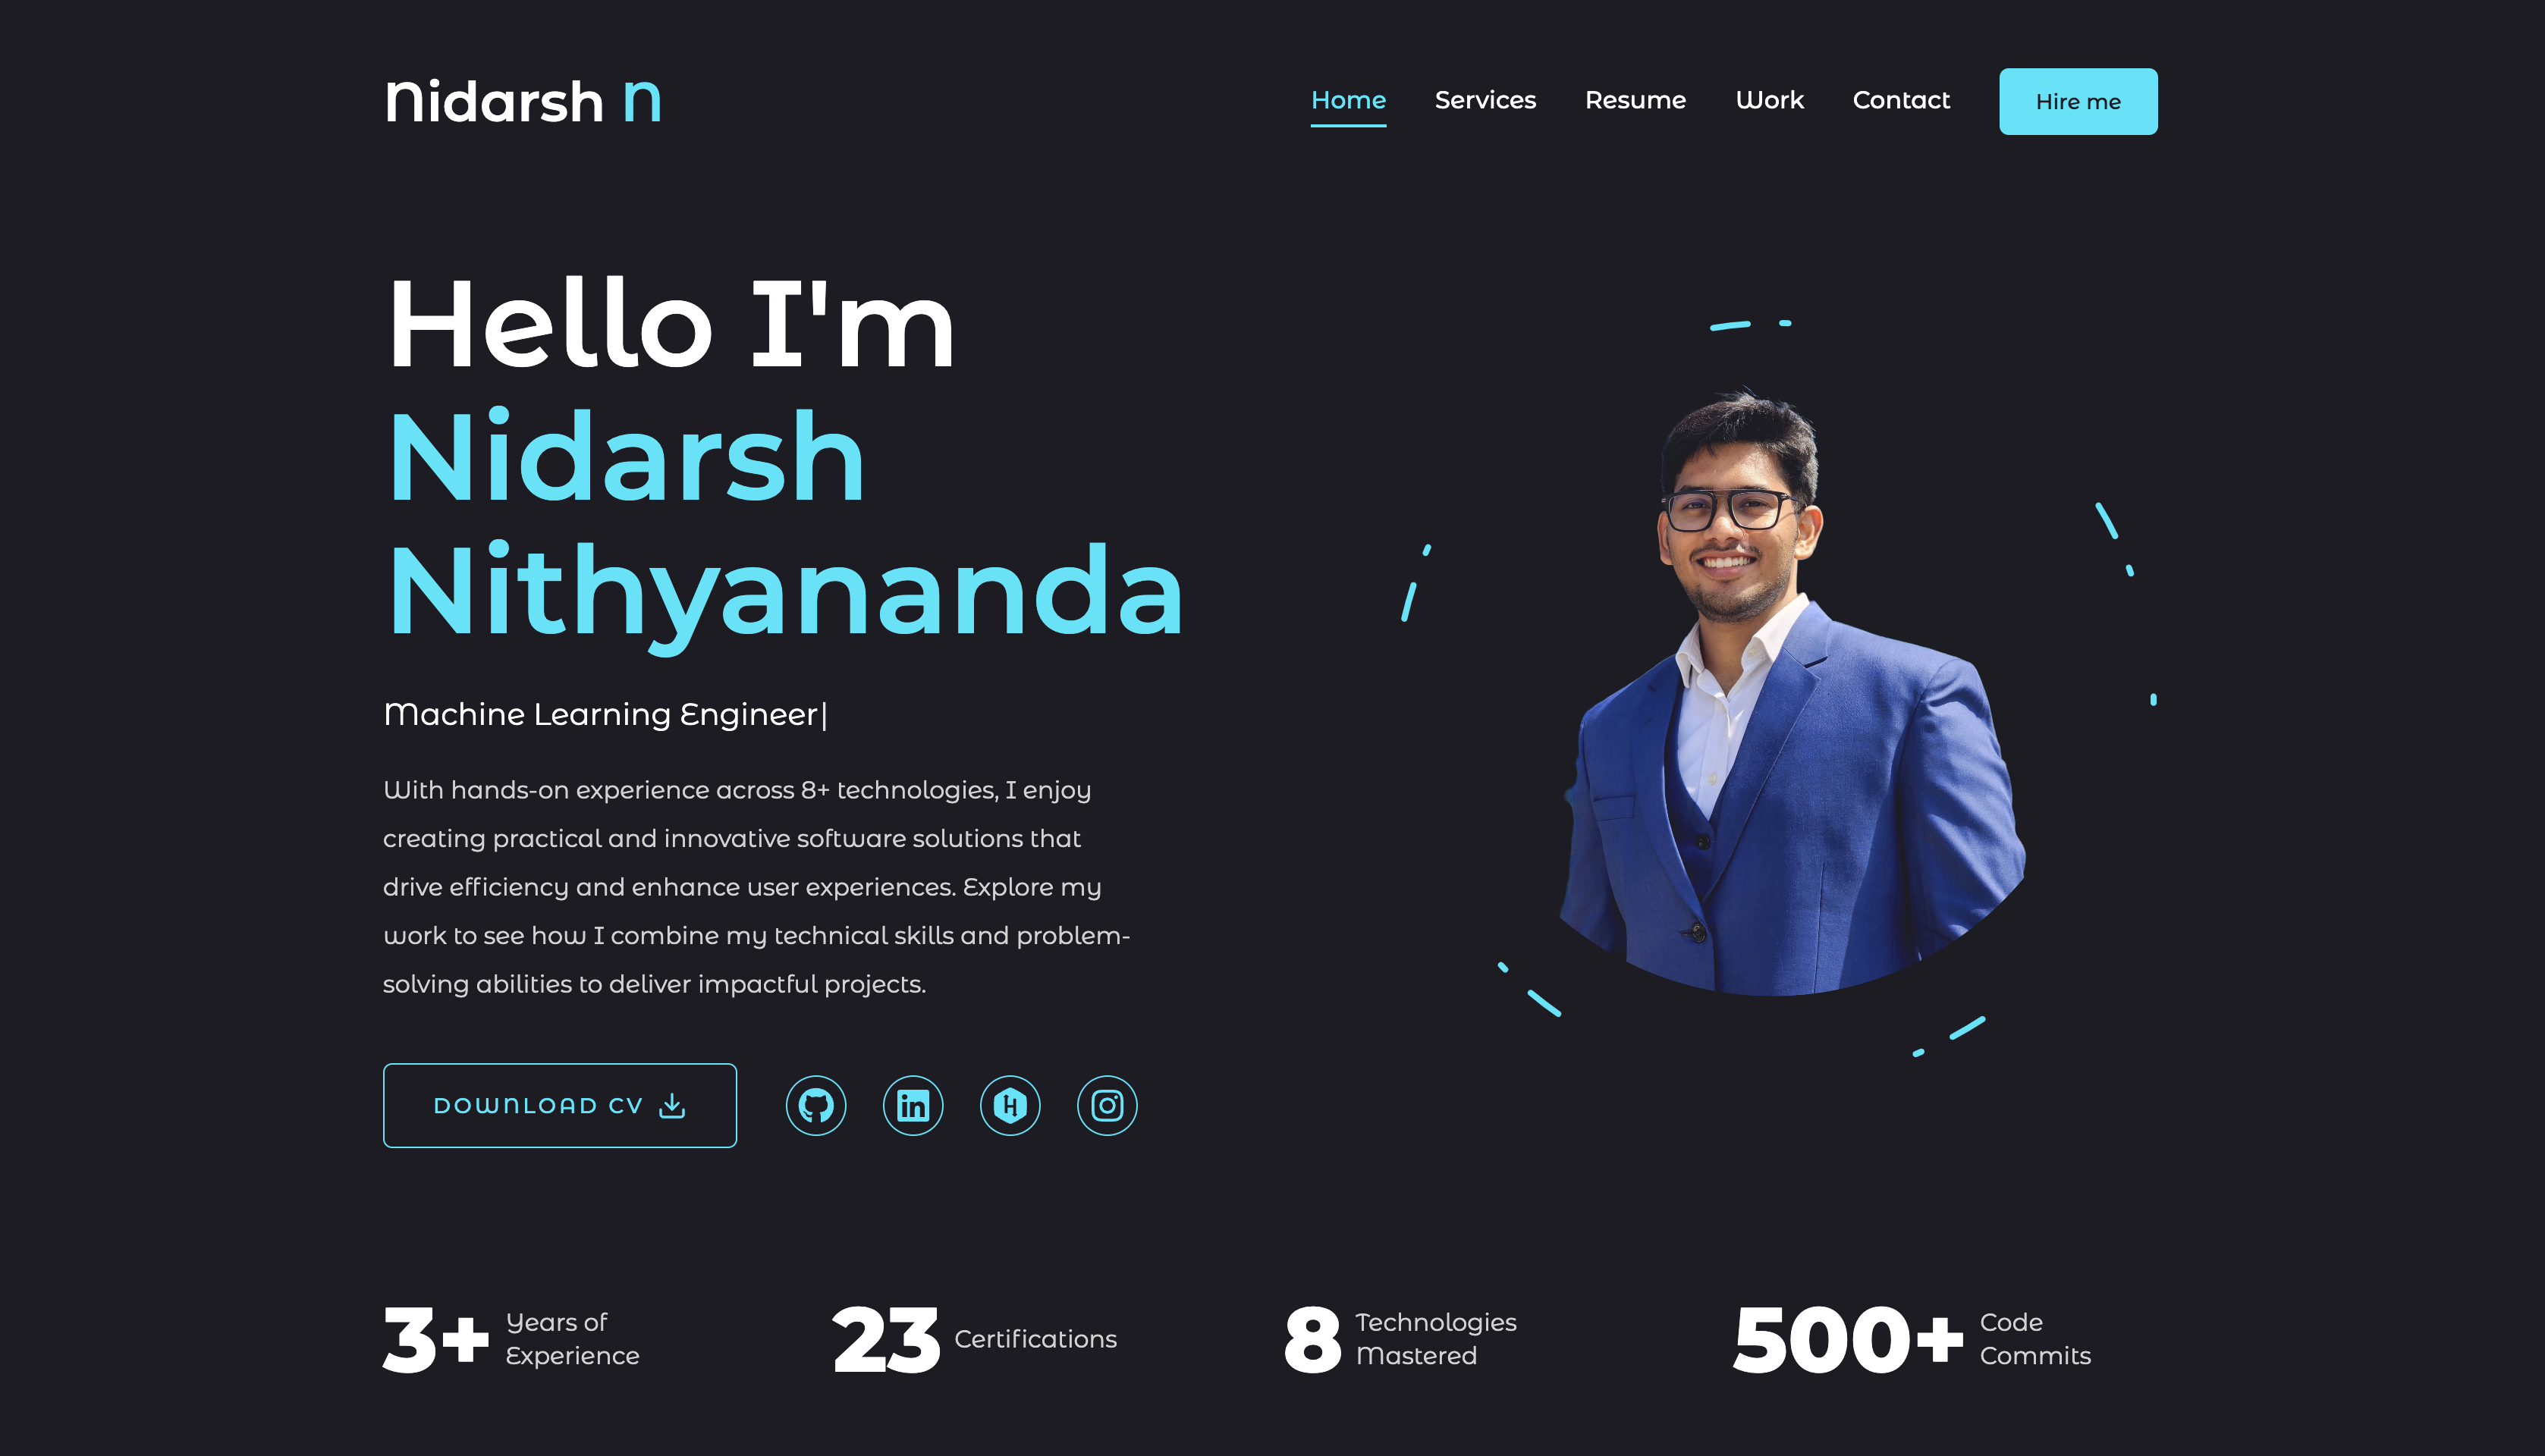 Nidarsh N
Home Services Resume Work Contact Hire me
Hello I'm
Nidarsh
Nithyananda
Machine Learning Engineer|
With hands-on experience across 8+ technologies, I enjoy
creating practical and innovative software solutions that
drive efficiency and enhance user experiences. Explore my
work to see how I combine my technical skills and problem-
solving abilities to deliver impactful projects.
DOWNLOAD CV
3+ Years of
Experience
23 Certifications
8 Technologies
Mastered
500+ Code
Commits